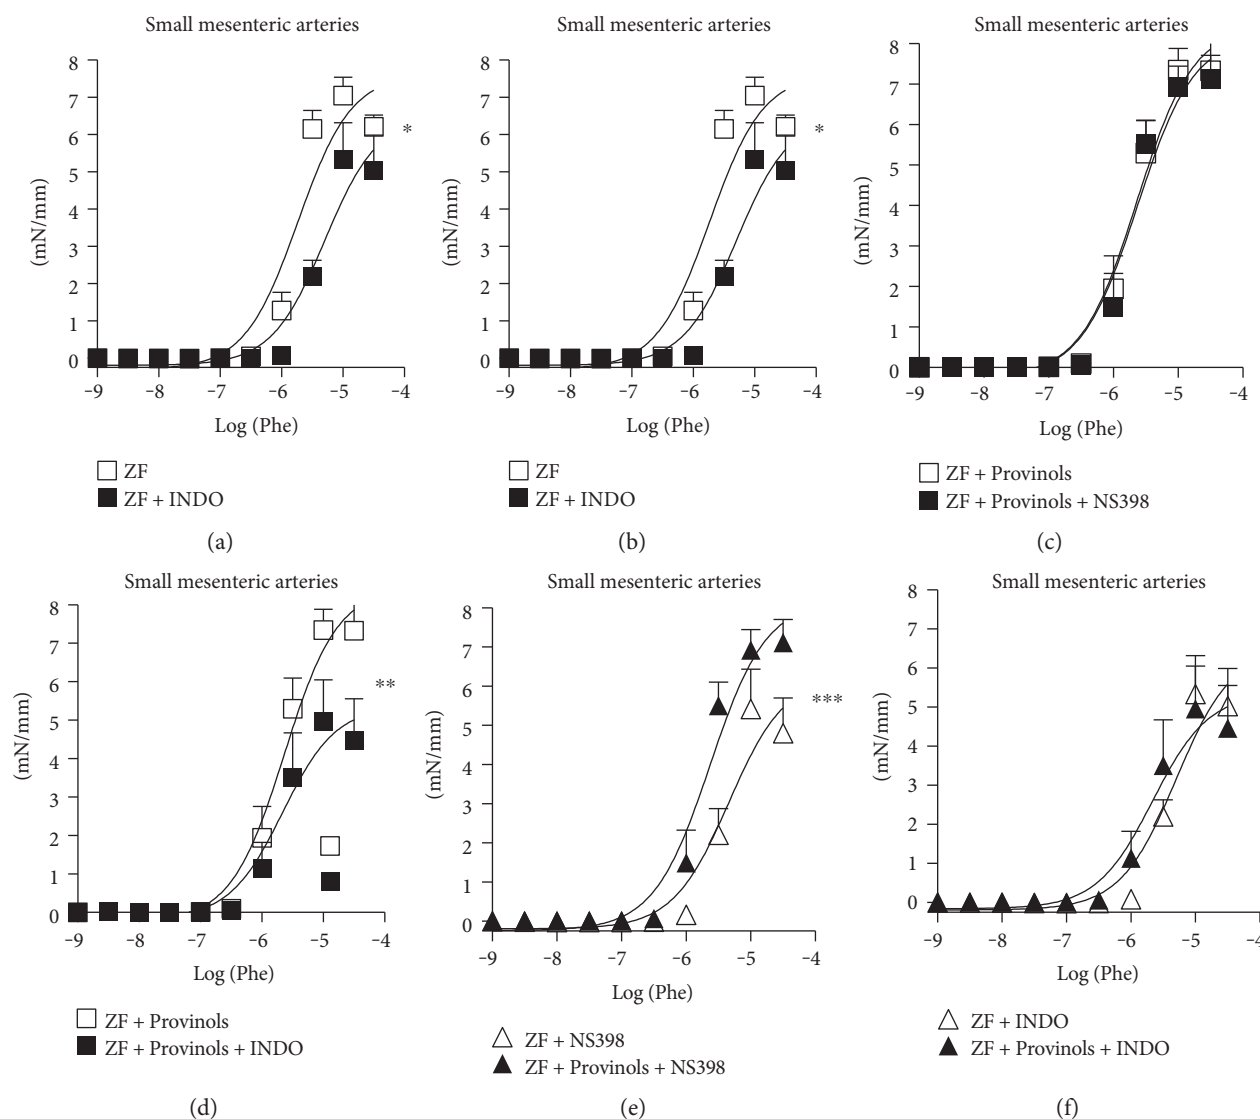 Small mesenteric arteries
8
7
6
5
4
3
2
1
0
(mN/mm)
*
−9 −8 −7 −6 −5 −4
Log (Phe)
ZF
ZF + INDO
(a)
Small mesenteric arteries
8
7
6
5
4
3
2
1
0
(mN/mm)
*
−9 −8 −7 −6 −5 −4
Log (Phe)
ZF
ZF + INDO
(b)
Small mesenteric arteries
8
7
6
5
4
3
2
1
0
(mN/mm)
−9 −8 −7 −6 −5 −4
Log (Phe)
ZF + Provinols
ZF + Provinols + NS398
(c)
Small mesenteric arteries
8
7
6
5
4
3
2
1
0
(mN/mm)
**
−9 −8 −7 −6 −5 −4
Log (Phe)
ZF + Provinols
ZF + Provinols + INDO
(d)
Small mesenteric arteries
8
7
6
5
4
3
2
1
0
(mN/mm)
***
−9 −8 −7 −6 −5 −4
Log (Phe)
ZF + NS398
ZF + Provinols + NS398
(e)
Small mesenteric arteries
8
7
6
5
4
3
2
1
0
(mN/mm)
−9 −8 −7 −6 −5 −4
Log (Phe)
ZF + INDO
ZF + Provinols + INDO
(f)